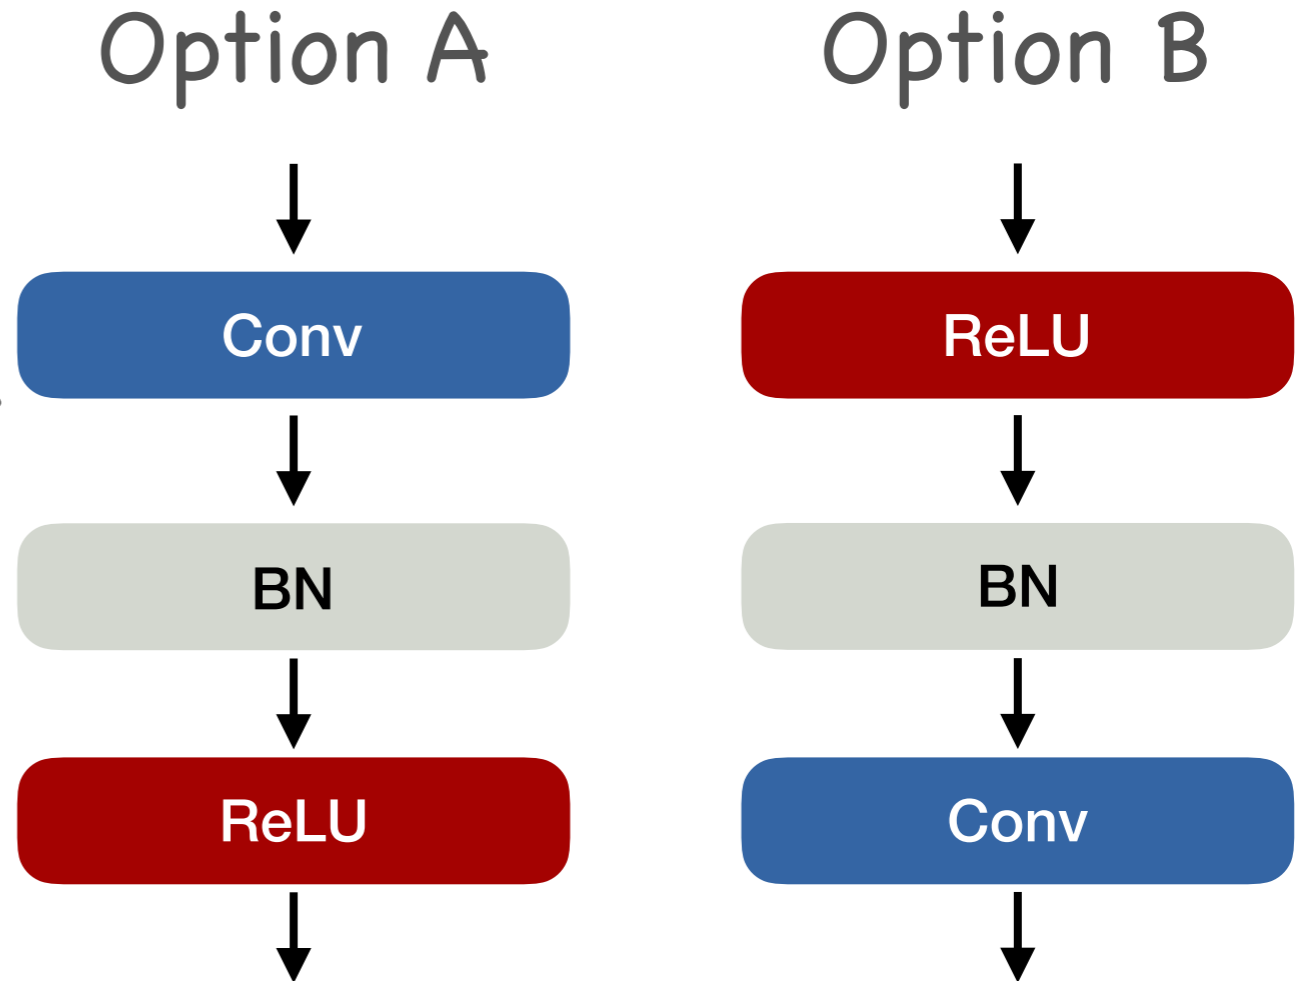 Option A
Option B
Conv
ReLU
BN
BN
ReLU
Conv